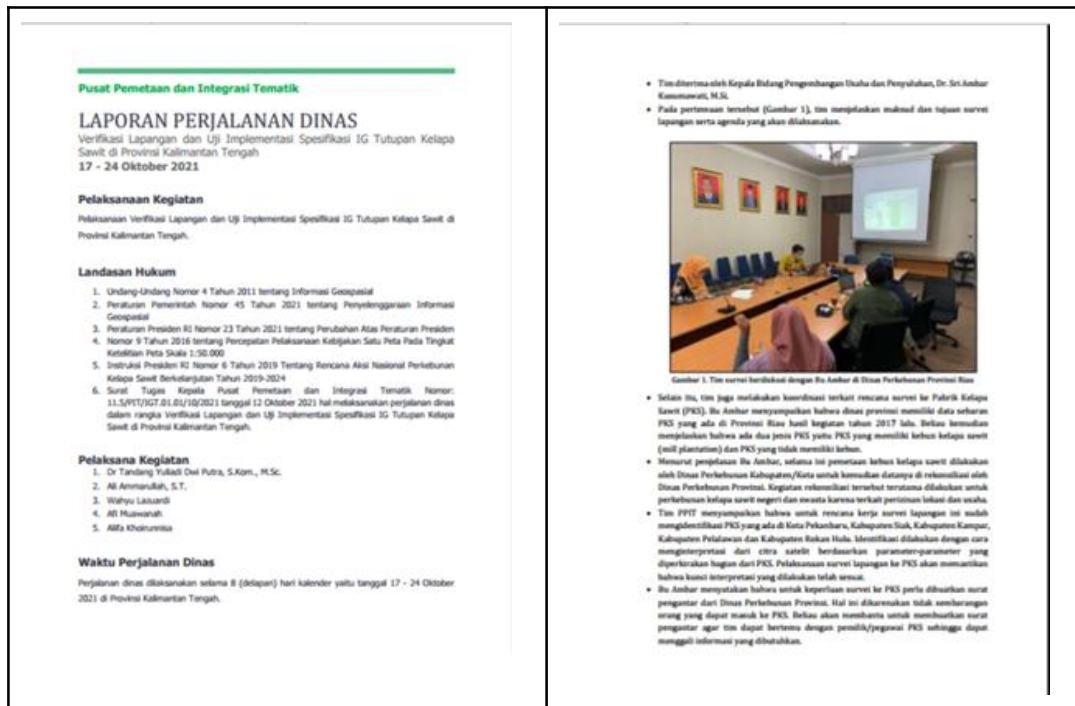 Pusat Pemetaan dan Integrasi Tematik
LAPORAN PERJALANAN DINAS
Verifikasi Lapangan dan Uji Implementasi Spesifikasi IG Tutupan Kelapa
Sawit di Provinsi Kalimantan Tengah
17 - 24 Oktober 2021
Pelaksanaan Kegiatan
Pelaksanaan Verifikasi Lapangan dan Uji Implementasi Spesifikasi IG Tutupan Kelapa Sawit di
Provinsi Kalimantan Tengah.
Landasan Hukum
1. Undang-Undang Nomor 4 Tahun 2011 tentang Informasi Geospasial
2. Peraturan Pemerintah Nomor 45 Tahun 2021 tentang Penyelenggaraan Informasi
Geospasial
3. Peraturan Presiden RI Nomor 23 Tahun 2021 tentang Perubahan Atas Peraturan Presiden
4. Nomor 9 Tahun 2016 tentang Percepatan Pelaksanaan Kebijakan Satu Peta Pada Tingkat
Ketelitian Peta Skala 1:50.000
5. Instruksi Presiden RI Nomor 6 Tahun 2019 Tentang Rencana Aksi Nasional Perkebunan
Kelapa Sawit Berkelanjutan Tahun 2019-2024
6. Surat Tugas Kepala Pusat Pemetaan dan Integrasi Tematik Nomor:
11.5/PIT/IGT.01.01/10/2021 tanggal 12 Oktober 2021 hal melaksanakan perjalanan dinas
dalam rangka Verifikasi Lapangan dan Uji Implementasi Spesifikasi IG Tutupan Kelapa
Sawit di Provinsi Kalimantan Tengah.
Pelaksana Kegiatan
1. Dr Tandang Yuliadi Dwi Putra, S.Kom., M.Sc.
2. Ali Ammarullah, S.T.
3. Wahyu Lazuardi
4. Afi Muawanah
5. Alifa Khoirunnisa
Waktu Perjalanan Dinas
Perjalanan dinas dilaksanakan selama 8 (delapan) hari kalender yaitu tanggal 17 - 24 Oktober
2021 di Provinsi Kalimantan Tengah.
• Tim diterima oleh Kepala Bidang Pengembangan Usaha dan Penyuluhan, Dr. Sri Ambar
Kusumawati, M.Si.
• Pada pertemuan tersebut (Gambar 1), tim menjelaskan maksud dan tujuan survei
lapangan serta agenda yang akan dilaksanakan.
Gambar 1. Tim survei berdiskusi dengan Bu Ambar di Dinas Perkebunan Provinsi Riau
• Selain itu, tim juga melakukan koordinasi terkait rencana survei ke Pabrik Kelapa
Sawit (PKS). Bu Ambar menyampaikan bahwa dinas provinsi memiliki data sebaran
PKS yang ada di Provinsi Riau hasil kegiatan tahun 2017 lalu. Beliau kemudian
menjelaskan bahwa ada dua jenis PKS yaitu PKS yang memiliki kebun kelapa sawit
(mill plantation) dan PKS yang tidak memiliki kebun.
• Menurut penjelasan Bu Ambar, selama ini pemetaan kebun kelapa sawit dilakukan
oleh Dinas Perkebunan Kabupaten/Kota untuk kemudian datanya di rekonsiliasi oleh
Dinas Perkebunan Provinsi. Kegiatan rekonsiliasi tersebut terutama dilakukan untuk
perkebunan kelapa sawit negeri dan swasta karena terkait perizinan lokasi dan usaha.
• Tim PPIT menyampaikan bahwa untuk rencana kerja survei lapangan ini sudah
mengidentifikasi PKS yang ada di Kota Pekanbaru, Kabupaten Siak, Kabupaten Kampar,
Kabupaten Pelalawan dan Kabupaten Rokan Hulu. Identifikasi dilakukan dengan cara
menginterpretasi dari citra satelit berdasarkan parameter-parameter yang
diperkirakan bagian dari PKS. Pelaksanaan survei lapangan ke PKS akan memastikan
bahwa kunci interpretasi yang dilakukan telah sesuai.
• Bu Ambar menyatakan bahwa untuk keperluan survei ke PKS perlu dibuatkan surat
pengantar dari Dinas Perkebunan Provinsi. Hal ini dikarenakan tidak sembarangan
orang yang dapat masuk ke PKS. Beliau akan membantu untuk membuatkan surat
pengantar agar tim dapat bertemu dengan pemilik/pegawai PKS sehingga dapat
menggali informasi yang dibutuhkan.